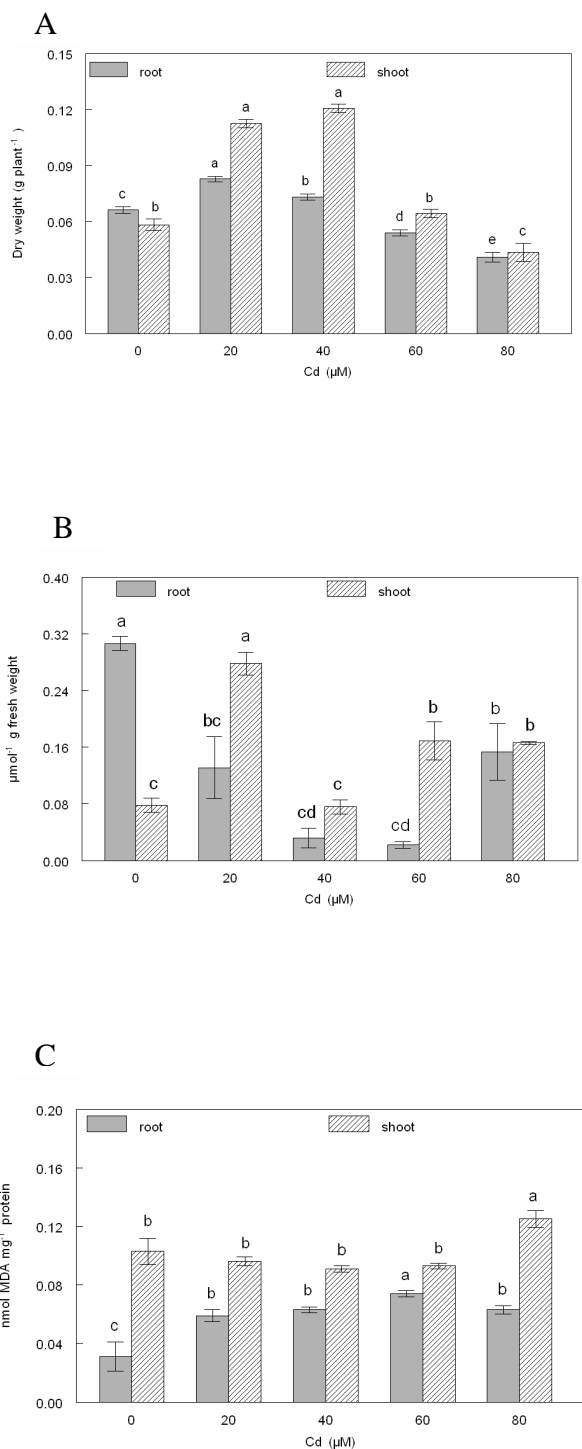 A
0.15
root shoot
a
0.12
a
a
0.09
b
c
b
b
0.06
d
c
e
0.03
0.00
0 20 40 60 80
Cd (µM)
Dry weight (g plant⁻¹ )
B
0.40
root shoot
a
a
0.32
0.24
bc
b
b
b
0.16
c
c
0.08
cd
cd
0.00
0 20 40 60 80
Cd (µM)
µmol⁻¹ g fresh weight
C
0.20
root shoot
0.16
a
b
b
b
b
0.12
a
b
b
b
0.08
c
0.04
0.00
0 20 40 60 80
Cd (µM)
nmol MDA mg⁻¹ protein